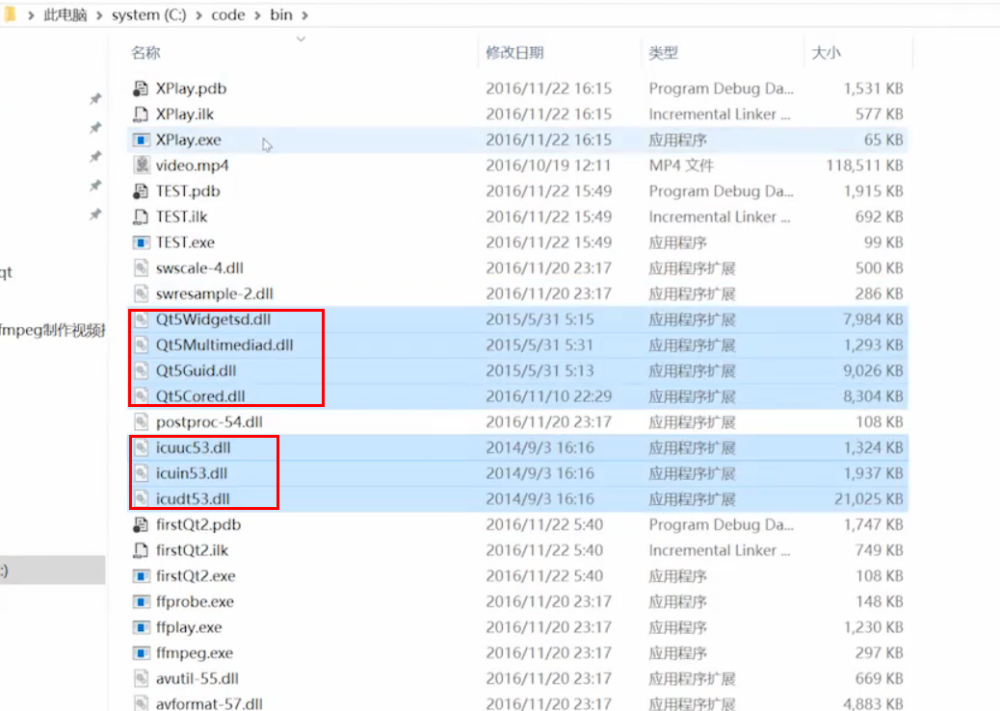 此电脑 > system (C:) > code > bin >
名称 修改日期 类型 大小
XPlay.pdb 2016/11/22 16:15 Program Debug Da... 1,531 KB
XPlay.ilk 2016/11/22 16:15 Incremental Linker ... 577 KB
XPlay.exe 2016/11/22 16:15 应用程序 65 KB
video.mp4 2016/10/19 12:11 MP4 文件 118,511 KB
TEST.pdb 2016/11/22 15:49 Program Debug Da... 1,915 KB
TEST.ilk 2016/11/22 15:49 Incremental Linker ... 692 KB
TEST.exe 2016/11/22 15:49 应用程序 99 KB
swscale-4.dll 2016/11/20 23:17 应用程序扩展 500 KB
qt
swresample-2.dll 2016/11/20 23:17 应用程序扩展 286 KB
Qt5Widgetsd.dll 2015/5/31 5:15 应用程序扩展 7,984 KB
fmpeg制作视频
Qt5Multimediad.dll 2015/5/31 5:31 应用程序扩展 1,293 KB
Qt5Guid.dll 2015/5/31 5:13 应用程序扩展 9,026 KB
Qt5Cored.dll 2016/11/10 22:29 应用程序扩展 8,304 KB
postproc-54.dll 2016/11/20 23:17 应用程序扩展 108 KB
icuuc53.dll 2014/9/3 16:16 应用程序扩展 1,324 KB
icuin53.dll 2014/9/3 16:16 应用程序扩展 1,937 KB
icudt53.dll 2014/9/3 16:16 应用程序扩展 21,025 KB
firstQt2.pdb 2016/11/22 5:40 Program Debug Da... 1,747 KB
firstQt2.ilk 2016/11/22 5:40 Incremental Linker ... 749 KB
:)
firstQt2.exe 2016/11/22 5:40 应用程序 108 KB
ffprobe.exe 2016/11/20 23:17 应用程序 148 KB
ffplay.exe 2016/11/20 23:17 应用程序 1,230 KB
ffmpeg.exe 2016/11/20 23:17 应用程序 297 KB
avutil-55.dll 2016/11/20 23:17 应用程序扩展 669 KB
avformat-57.dll 2016/11/20 23:17 应用程序扩展 4,883 KB